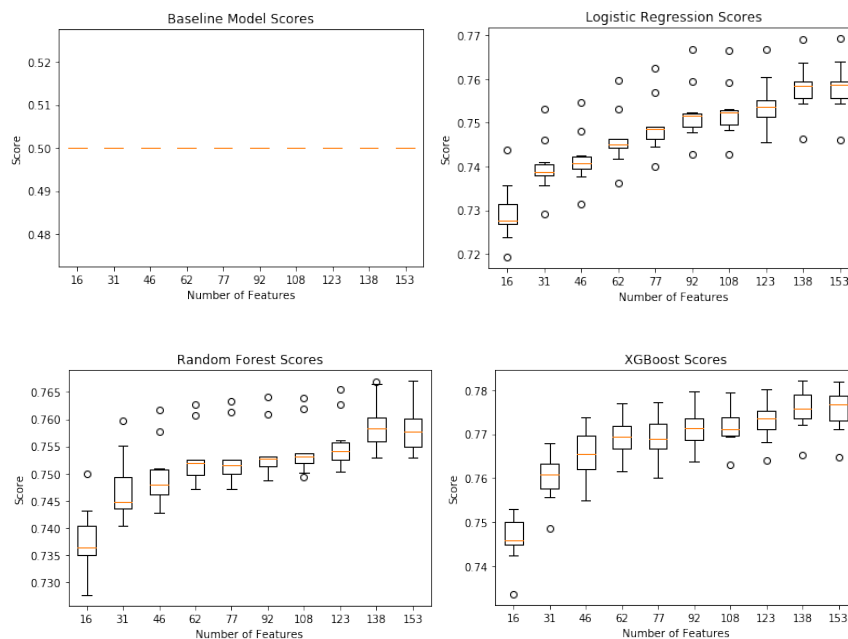 Baseline Model Scores
Score
0.52
0.51
0.50
0.49
0.48
16 31 46 62 77 92 108 123 138 153
Number of Features
Logistic Regression Scores
Score
0.77
0.76
0.75
0.74
0.73
0.72
16 31 46 62 77 92 108 123 138 153
Number of Features
Random Forest Scores
Score
0.765
0.760
0.755
0.750
0.745
0.740
0.735
0.730
16 31 46 62 77 92 108 123 138 153
Number of Features
XGBoost Scores
Score
0.78
0.77
0.76
0.75
0.74
16 31 46 62 77 92 108 123 138 153
Number of Features